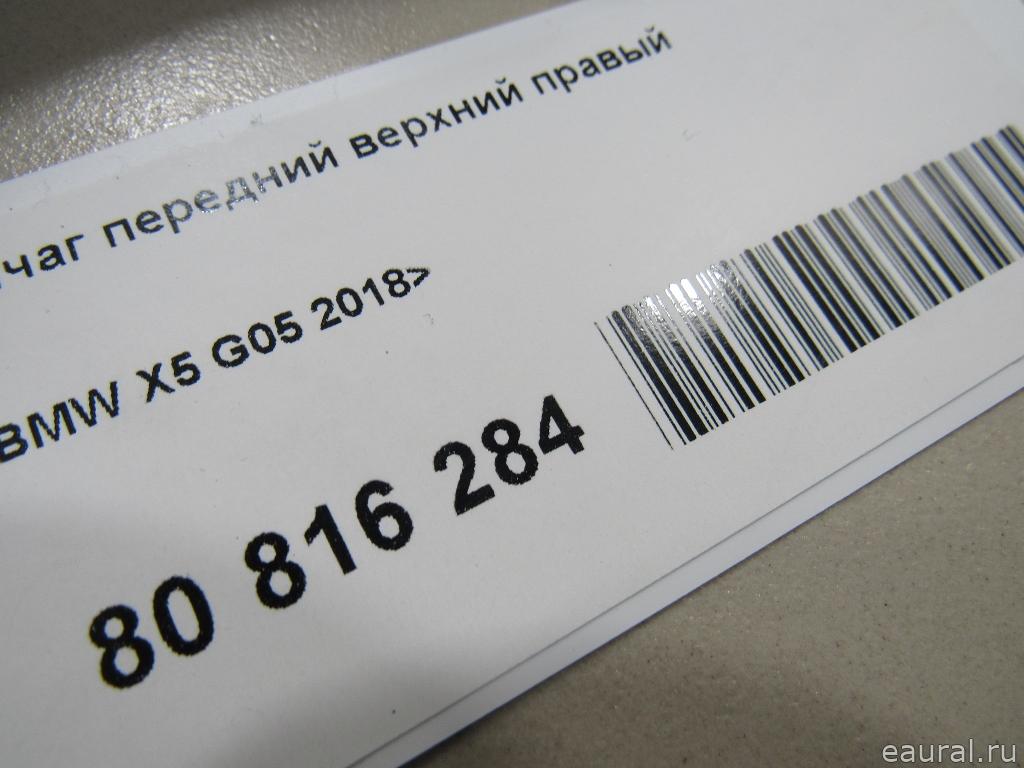 чаг передний верхний правый
BMW X5 G05 2018>
80 816 284
eaural.ru